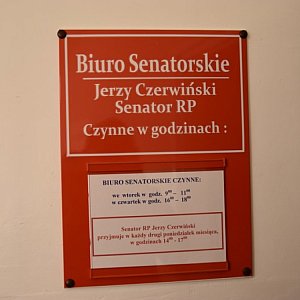 Biuro Senatorskie
Jerzy Czerwiński
Senator RP
Czynne w godzinach :
BIURO SENATORSKIE CZYNNE:
we wtorek w godz. 9⁰⁰ – 11⁰⁰
w czwartek w godz. 16⁰⁰ – 18⁰⁰
Senator RP Jerzy Czerwiński
przyjmuje w każdy drugi poniedziałek miesiąca,
w godzinach 14⁰⁰ - 17⁰⁰